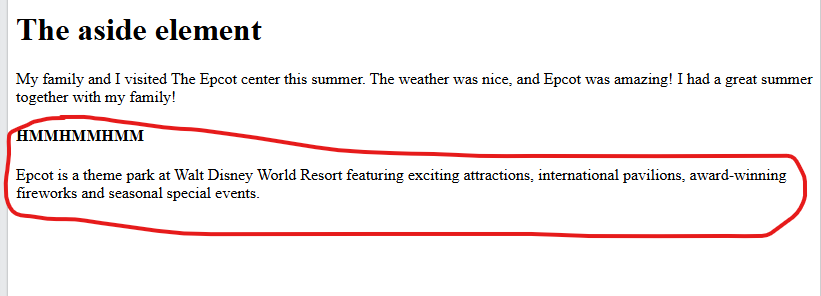 The aside element
My family and I visited The Epcot center this summer. The weather was nice, and Epcot was amazing! I had a great summer
together with my family!
HMMHMMHMM
Epcot is a theme park at Walt Disney World Resort featuring exciting attractions, international pavilions, award-winning
fireworks and seasonal special events.